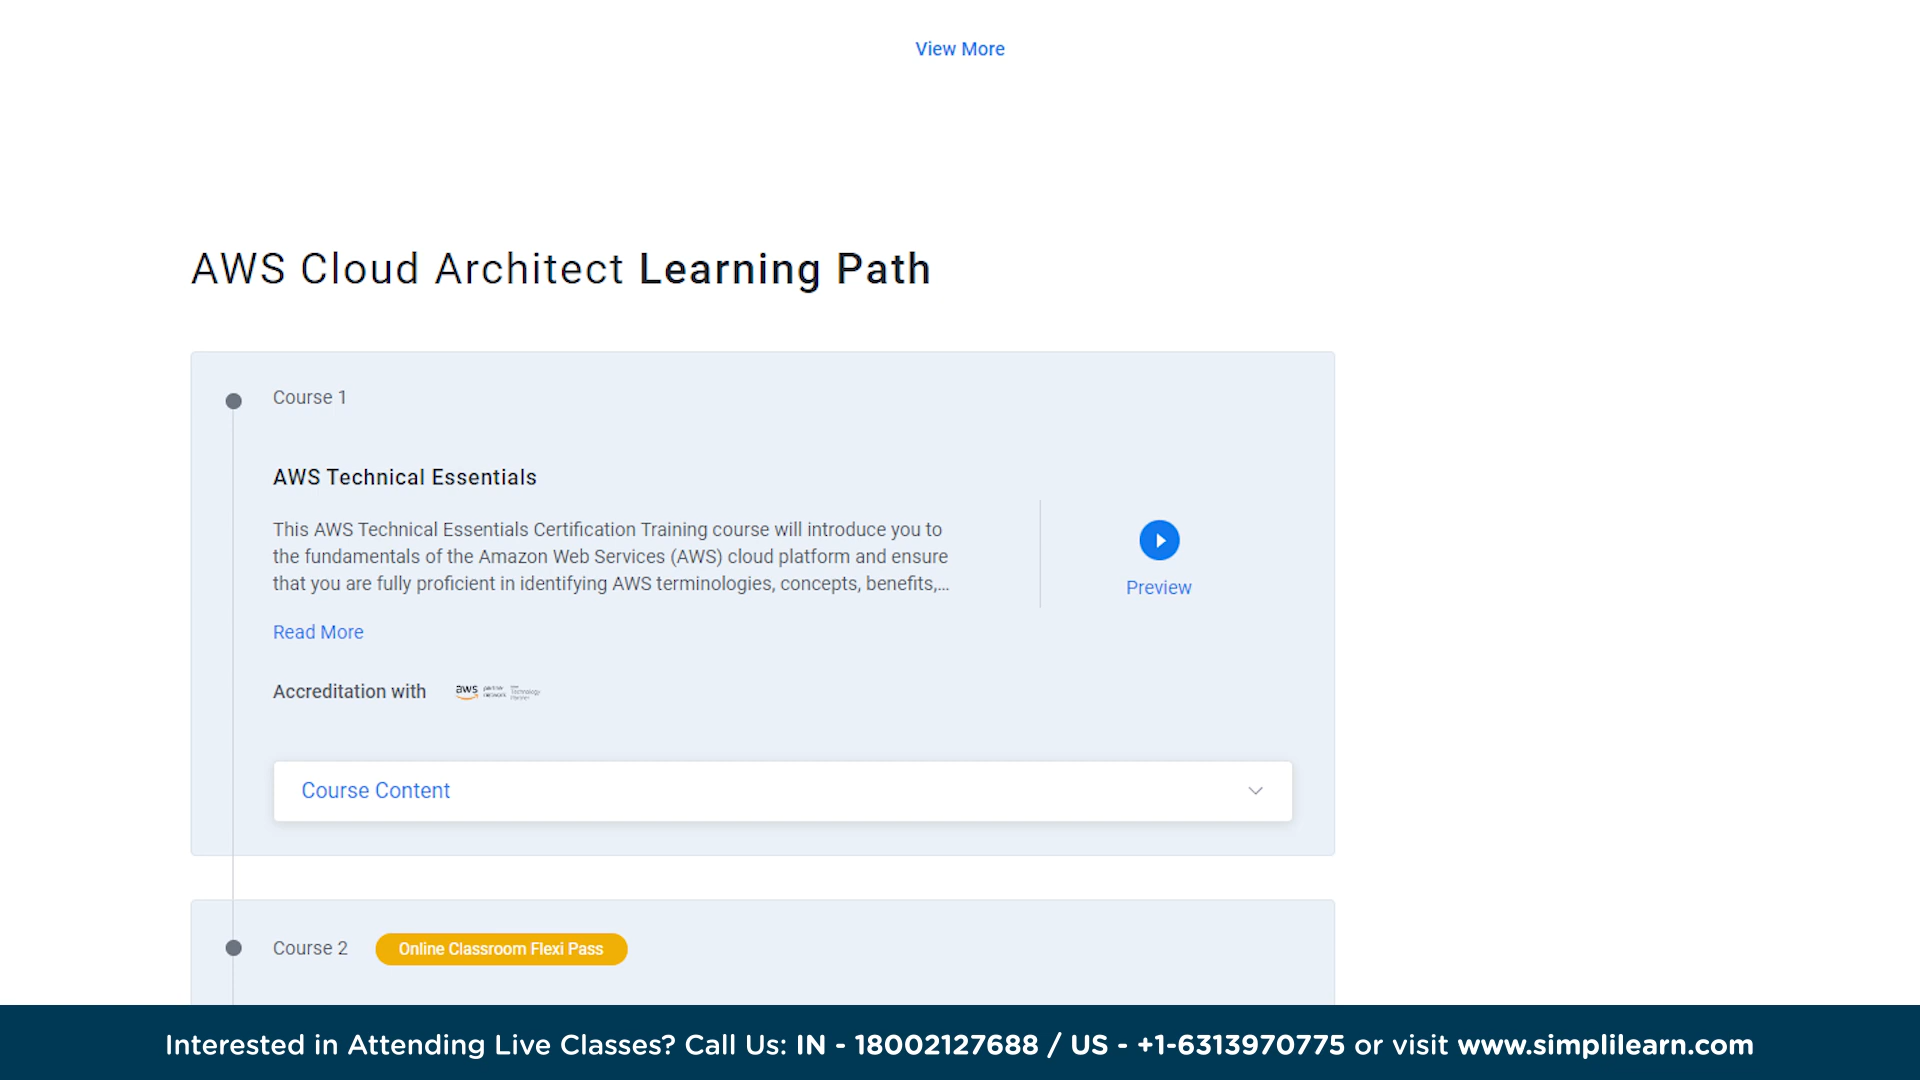 View More
AWS Cloud Architect Learning Path
Course 1
AWS Technical Essentials
This AWS Technical Essentials Certification Training course will introduce you to
the fundamentals of the Amazon Web Services (AWS) cloud platform and ensure
that you are fully proficient in identifying AWS terminologies, concepts, benefits,...
Preview
Read More
Accreditation with
aws
Course Content
Course 2
Online Classroom Flexi Pass
Interested in Attending Live Classes? Call Us: IN - 18002127688 / US - +1-6313970775 or visit www.simplilearn.com